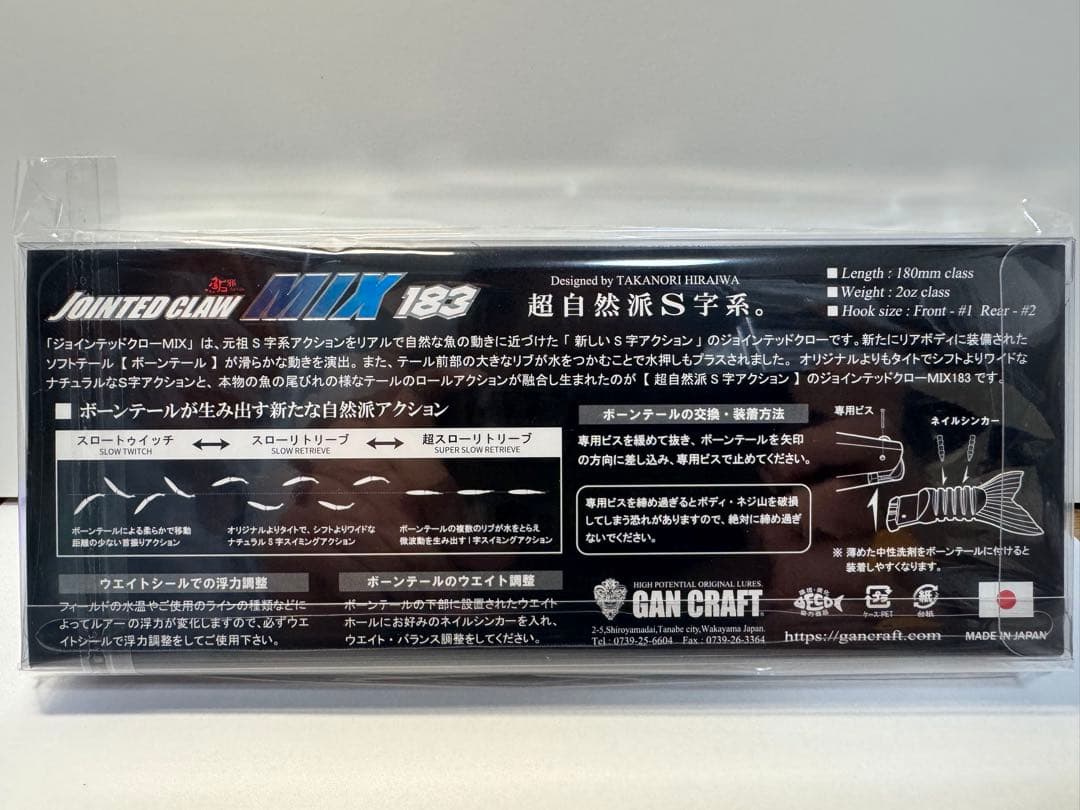 JOINTED CLAW MIX 183
Designed by TAKANORI HIRAIWA
超自然派S字系。
■ Length : 180mm class
■ Weight : 2oz class
■ Hook size : Front - #1 Rear - #2
「ジョインテッドクローMIX」は、元祖S字系アクションをリアルで自然な魚の動きに近づけた「新しいS字アクション」のジョインテッドクローです。新たにリアボディに装備された
ソフトテール【ボーンテール】が滑らかな動きを演出。また、テール前部の大きなリブが水をつかむことで水押しもプラスされました。オリジナルよりもタイトでシフトよりワイドな
ナチュラルなS字アクションと、本物の魚の尾びれの様なテールのロールアクションが融合し生まれたのが【超自然派S字アクション】のジョインテッドクローMIX183です。
■ ボーンテールが生み出す新たな自然派アクション
スロートゥイッチ
SLOW TWITCH
スローリトリーブ
SLOW RETRIEVE
超スローリトリーブ
SUPER SLOW RETRIEVE
ボーンテールによる柔らかで移動
距離の少ない首振りアクション
オリジナルよりタイトで、シフトよりワイドな
ナチュラルS字スイミングアクション
ボーンテールの複数のリブが水をとらえ
微波動を生み出すI字スイミングアクション
ボーンテールの交換・装着方法
専用ビスを緩めて抜き、ボーンテールを矢印
の方向に差し込み、専用ビスで止めてください。
専用ビスを締め過ぎるとボディ・ネジ山を破損
してしまう恐れがありますので、絶対に締め過ぎ
ないでください。
専用ビス
ネイルシンカー
※ 薄めた中性洗剤をボーンテールに付けると
装着しやすくなります。
ウエイトシールでの浮力調整
フィールドの水温やご使用のラインの種類などに
よってルアーの浮力が変化しますので、必ずウエ
イトシールで浮力調整をしてご使用下さい。
ボーンテールのウエイト調整
ボーンテールの下部に設置されたウエイト
ホールにお好みのネイルシンカーを入れ、
ウエイト・バランス調整をしてください。
HIGH POTENTIAL ORIGINAL LURES.
GAN CRAFT
2-5,Shiroyamadai,Tanabe city,Wakayama Japan.
Tel : 0739-25-6604 Fax : 0739-26-3364
ケース:PET
紙
台紙
https://gancraft.com
MADE IN JAPAN